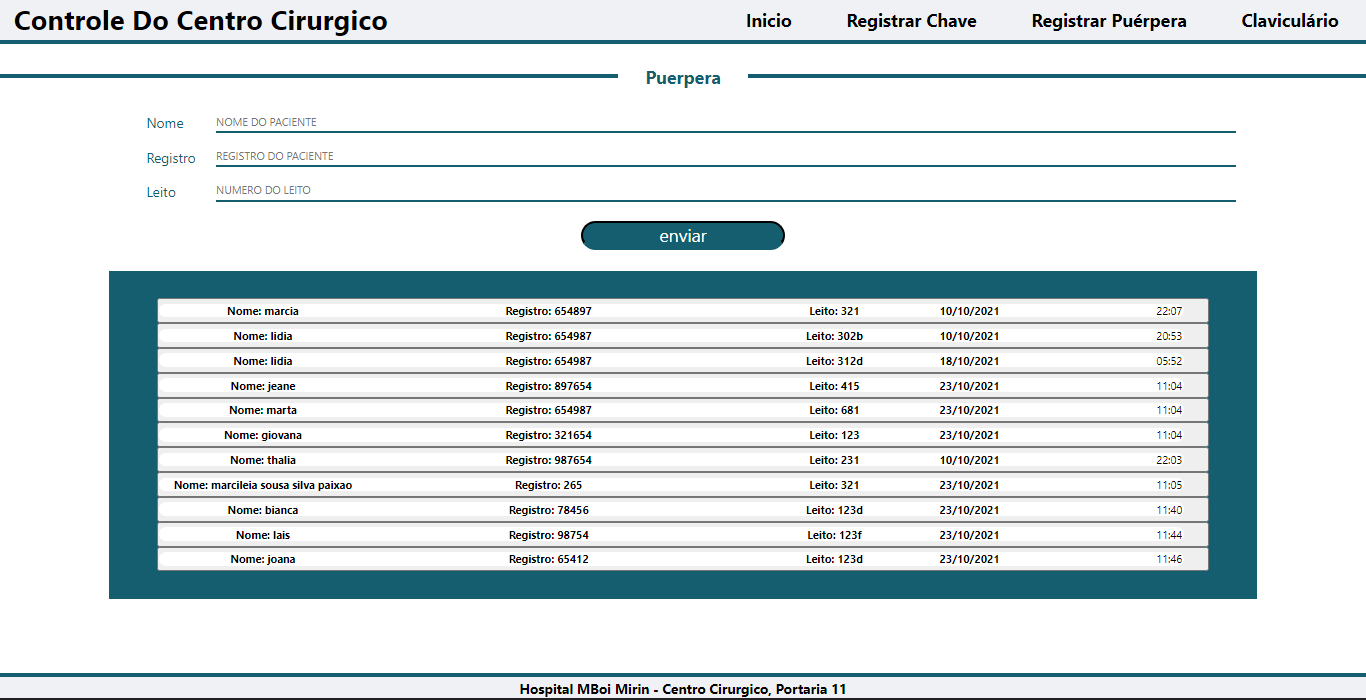 Controle Do Centro Cirurgico Inicio Registrar Chave Registrar Puérpera Claviculário
Puerpera
Nome NOME DO PACIENTE
Registro REGISTRO DO PACIENTE
Leito NUMERO DO LEITO
enviar
Nome: marcia Registro: 654897 Leito: 321 10/10/2021 22:07
Nome: lidia Registro: 654987 Leito: 302b 10/10/2021 20:53
Nome: lidia Registro: 654987 Leito: 312d 18/10/2021 05:52
Nome: jeane Registro: 897654 Leito: 415 23/10/2021 11:04
Nome: marta Registro: 654987 Leito: 681 23/10/2021 11:04
Nome: giovana Registro: 321654 Leito: 123 23/10/2021 11:04
Nome: thalia Registro: 987654 Leito: 231 10/10/2021 22:03
Nome: marcileia sousa silva paixao Registro: 265 Leito: 321 23/10/2021 11:05
Nome: bianca Registro: 78456 Leito: 123d 23/10/2021 11:40
Nome: lais Registro: 98754 Leito: 123f 23/10/2021 11:44
Nome: joana Registro: 65412 Leito: 123d 23/10/2021 11:46
Hospital MBoi Mirin - Centro Cirurgico, Portaria 11